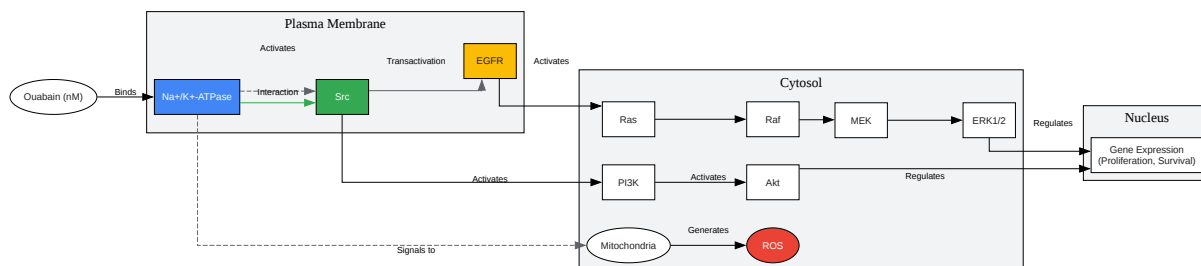 Plasma Membrane
Activates
EGFR
Transactivation
Activates
Ouabain (nM)
Binds
Na+/K+-ATPase
Interaction
Src
Cytosol
Ras
Raf
MEK
ERK1/2
Regulates
Nucleus
Gene Expression
(Proliferation, Survival)
Activates
PI3K
Activates
Akt
Regulates
Signals to
Mitochondria
Generates
ROS